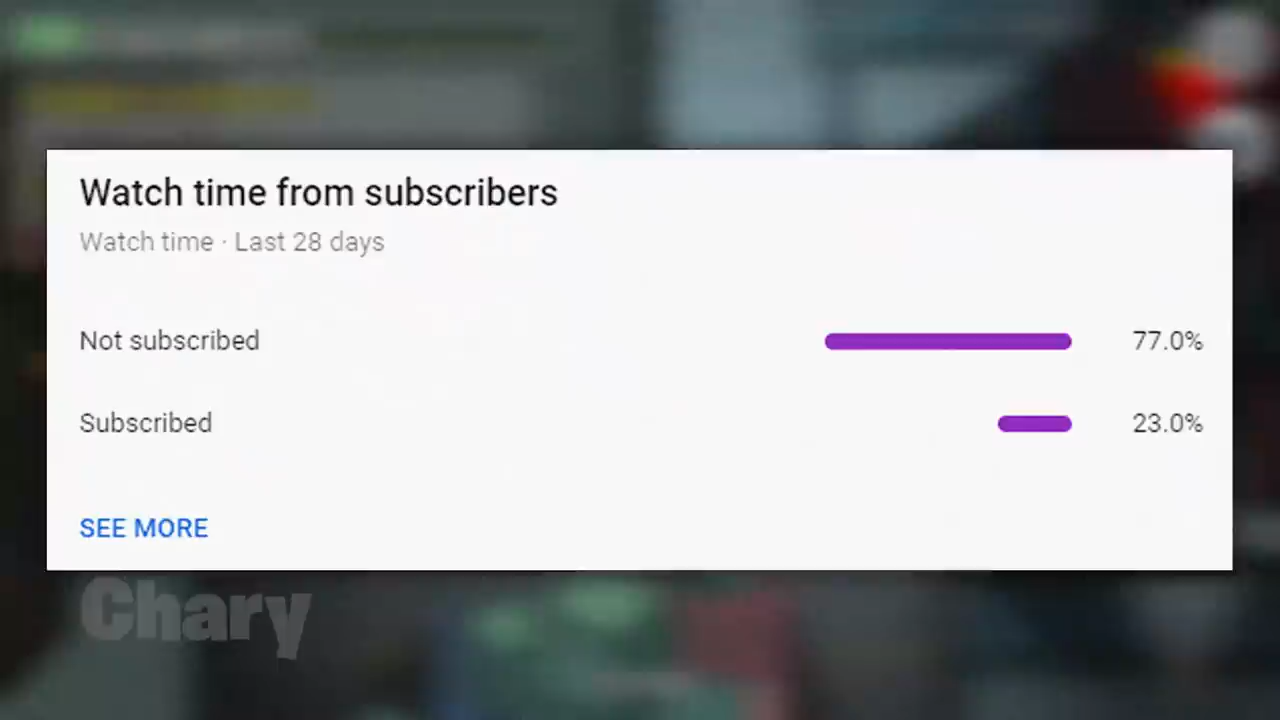 Watch time from subscribers
Watch time · Last 28 days
Not subscribed 77.0%
Subscribed 23.0%
SEE MORE
Chary